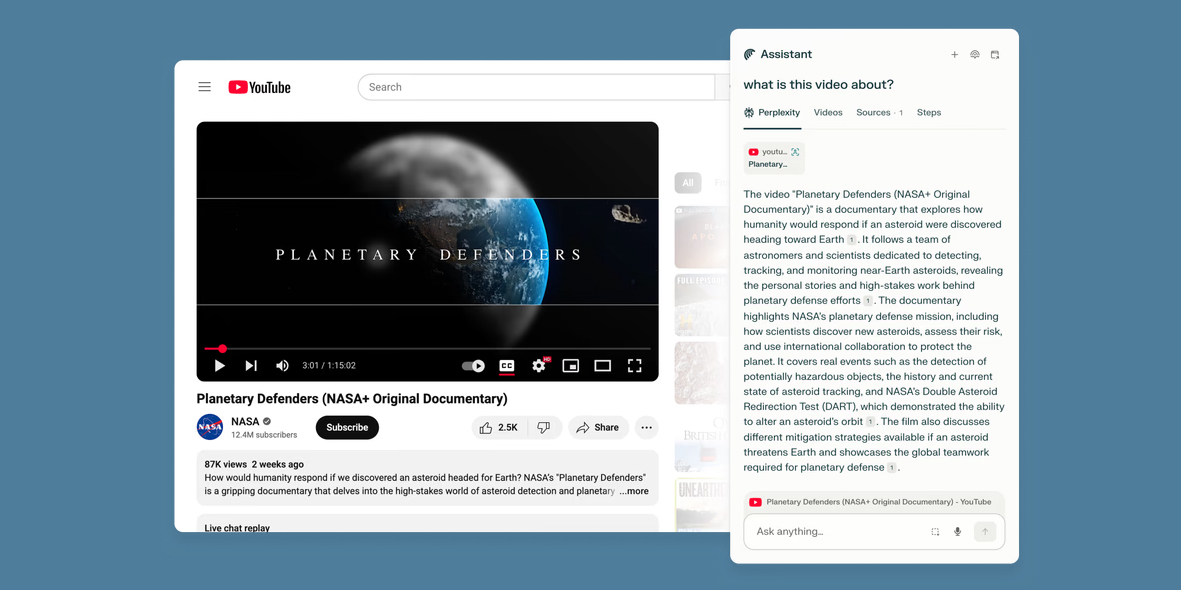 YouTube
Search
PLANETARY DEFENDERS
3:01 / 1:15:02
CC
HD
Planetary Defenders (NASA+ Original Documentary)
NASA
NASA
12.4M subscribers
Subscribe
2.5K
Share
87K views 2 weeks ago
How would humanity respond if we discovered an asteroid headed for Earth? NASA's "Planetary Defenders"
is a gripping documentary that delves into the high-stakes world of asteroid detection and planetary ...more
Live chat replay
All
FULL EPISODE
BRITISH
UNEARTHED
Assistant
what is this video about?
Perplexity
Videos
Sources · 1
Steps
youtu...
Planetary...
The video "Planetary Defenders (NASA+ Original
Documentary)" is a documentary that explores how
humanity would respond if an asteroid were discovered
heading toward Earth 1 . It follows a team of
astronomers and scientists dedicated to detecting,
tracking, and monitoring near-Earth asteroids, revealing
the personal stories and high-stakes work behind
planetary defense efforts 1 . The documentary
highlights NASA's planetary defense mission, including
how scientists discover new asteroids, assess their risk,
and use international collaboration to protect the
planet. It covers real events such as the detection of
potentially hazardous objects, the history and current
state of asteroid tracking, and NASA's Double Asteroid
Redirection Test (DART), which demonstrated the ability
to alter an asteroid's orbit 1 . The film also discusses
different mitigation strategies available if an asteroid
threatens Earth and showcases the global teamwork
required for planetary defense 1 .
Planetary Defenders (NASA+ Original Documentary) - YouTube
Ask anything...